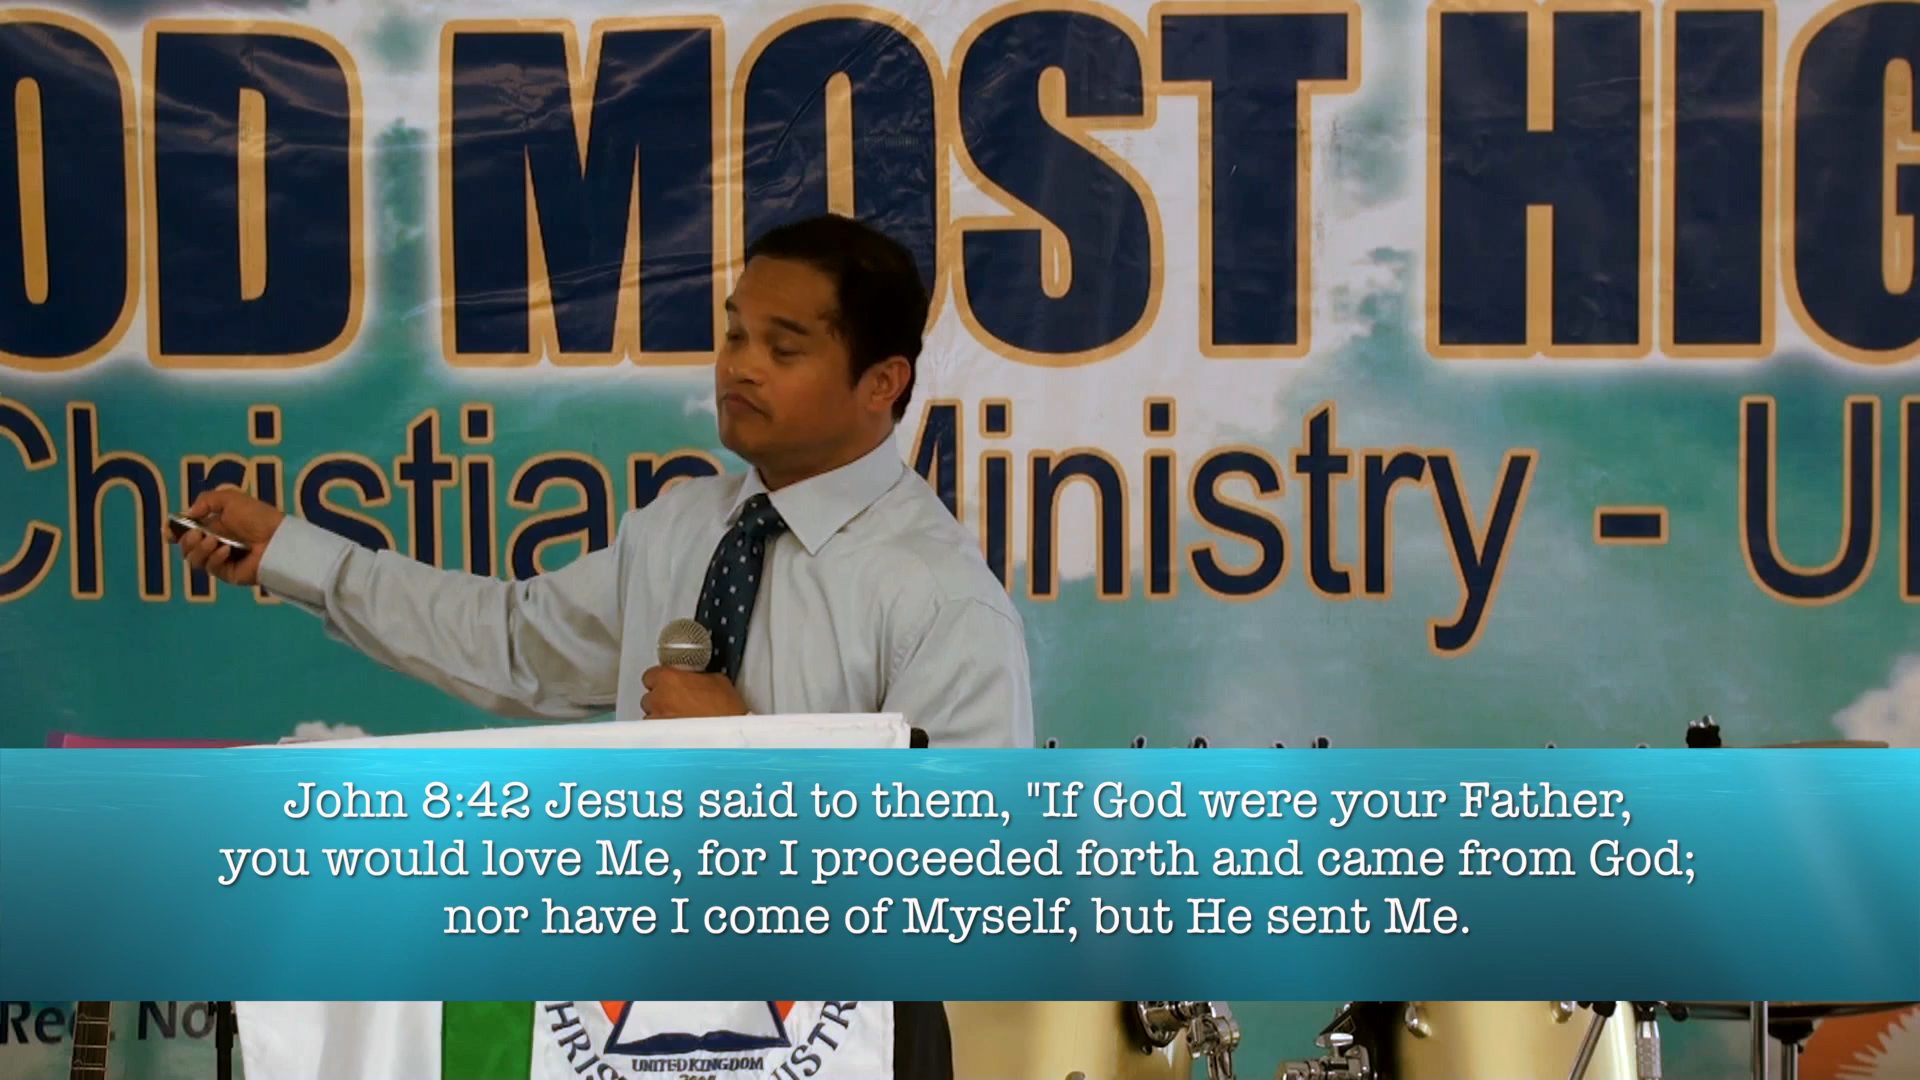 OD MOST HIG
Christian Ministry - U
John 8:42 Jesus said to them, "If God were your Father,
you would love Me, for I proceeded forth and came from God;
nor have I come of Myself, but He sent Me.
Reg. No
UNITED KINGDOM